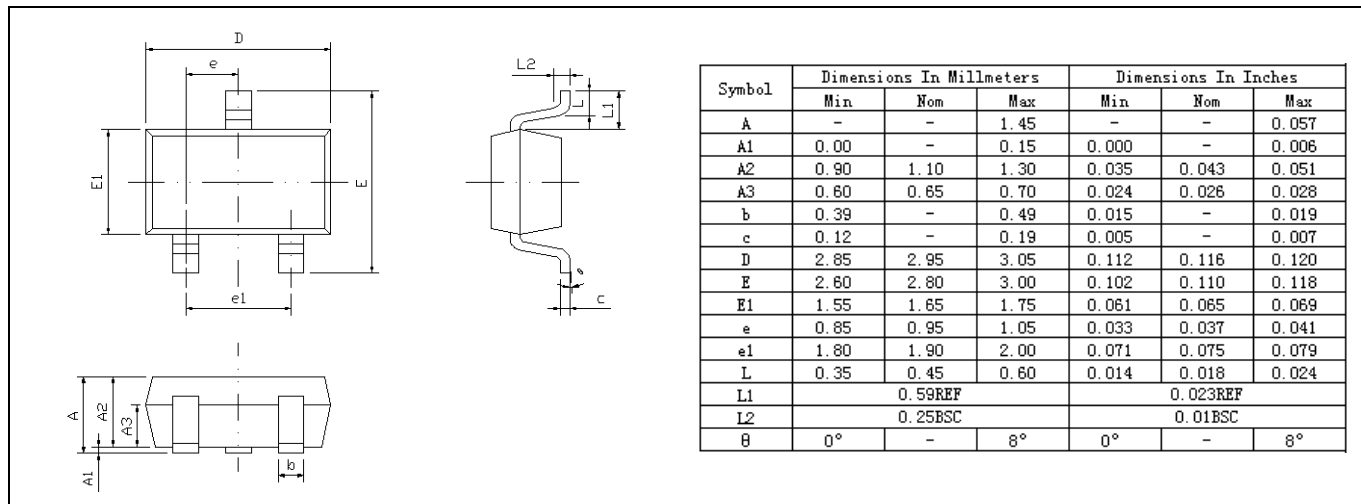 D
e
E1
E
e1
L2
L
L1
θ
c
A
A2
A3
A1
b
Symbol Dimensions In Millmeters Dimensions In Inches
Min Nom Max Min Nom Max
A - - 1.45 - - 0.057
A1 0.00 - 0.15 0.000 - 0.006
A2 0.90 1.10 1.30 0.035 0.043 0.051
A3 0.60 0.65 0.70 0.024 0.026 0.028
b 0.39 - 0.49 0.015 - 0.019
c 0.12 - 0.19 0.005 - 0.007
D 2.85 2.95 3.05 0.112 0.116 0.120
E 2.60 2.80 3.00 0.102 0.110 0.118
E1 1.55 1.65 1.75 0.061 0.065 0.069
e 0.85 0.95 1.05 0.033 0.037 0.041
e1 1.80 1.90 2.00 0.071 0.075 0.079
L 0.35 0.45 0.60 0.014 0.018 0.024
L1 0.59REF 0.023REF
L2 0.25BSC 0.01BSC
θ 0° - 8° 0° - 8°